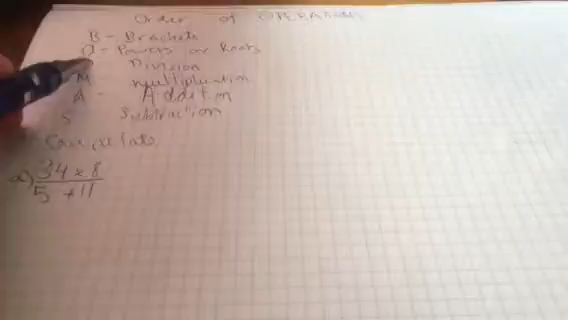 Order of OPERATIONS
B - Brackets
O - Powers or Roots
Division
M multiplication
A - Addition
S Subtraction
Calculate
a) 34 × 8
5 + 11